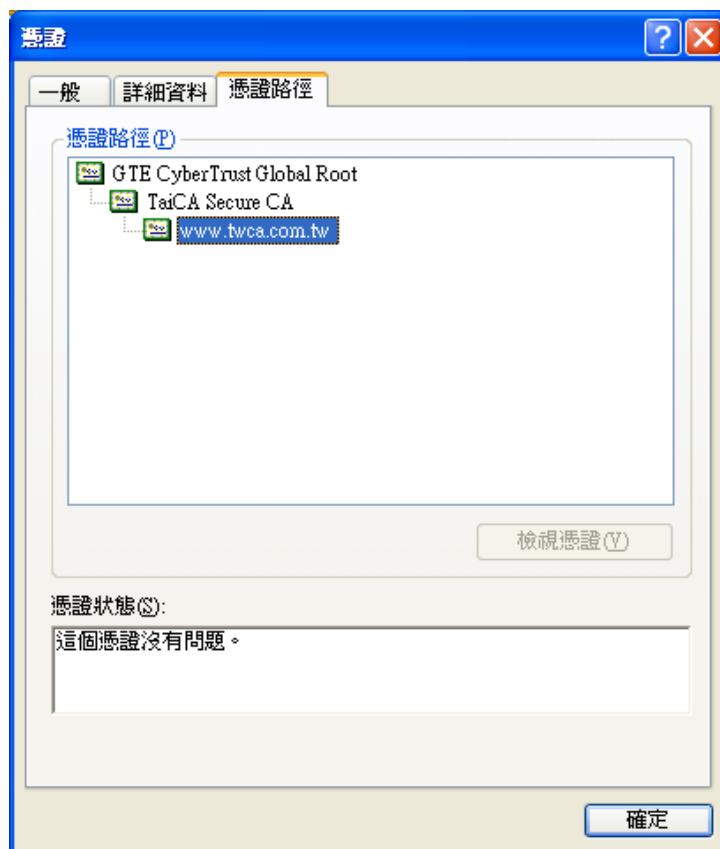 憑證
一般 詳細資料 憑證路徑
憑證路徑(P)
GTE CyberTrust Global Root
TaiCA Secure CA
www.twca.com.tw
檢視憑證(V)
憑證狀態(S):
這個憑證沒有問題。
確定